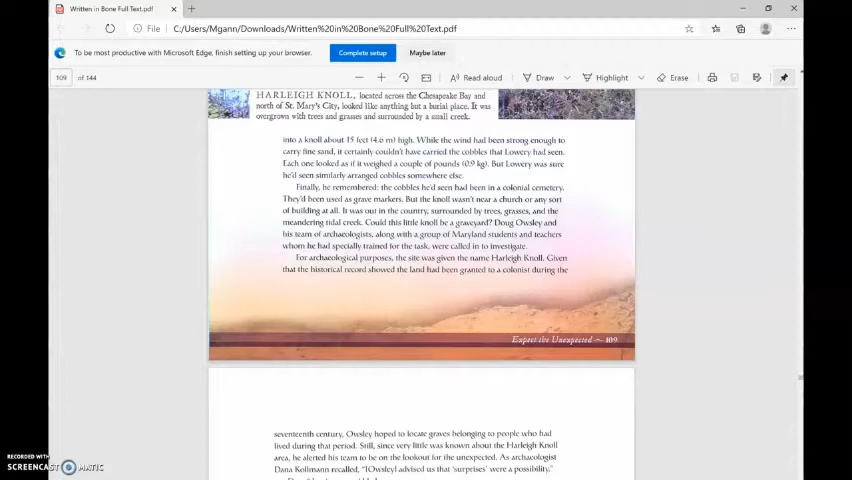 Written in Bone Full Text.pdf
File
C:/Users/Mgann/Downloads/Written%20in%20Bone%20Full%20Text.pdf
To be most productive with Microsoft Edge, finish setting up your browser.
Complete setup
Maybe later
109 of 144
Read aloud
Draw
Highlight
Erase
HARLEIGH KNOLL, located across the Chesapeake Bay and
north of St. Mary's City, looked like anything but a burial place. It was
overgrown with trees and grasses and surrounded by a small creek.
into a knoll about 15 feet (4.6 m) high. While the wind had been strong enough to
carry fine sand, it certainly couldn't have carried the cobbles that Lowery had seen.
Each one looked as if it weighed a couple of pounds (0.9 kg). But Lowery was sure
he'd seen similarly arranged cobbles somewhere else.
Finally, he remembered: the cobbles he'd seen had been in a colonial cemetery.
They'd been used as grave markers. But the knoll wasn't near a church or any sort
of building at all. It was out in the country, surrounded by trees, grasses, and the
meandering tidal creek. Could this little knoll be a graveyard? Doug Owsley and
his team of archaeologists, along with a group of Maryland students and teachers
whom he had specially trained for the task, were called in to investigate.
For archaeological purposes, the site was given the name Harleigh Knoll. Given
that the historical record showed the land had been granted to a colonist during the
Expect the Unexpected ~ 109
seventeenth century, Owsley hoped to locate graves belonging to people who had
lived during that period. Still, since very little was known about the Harleigh Knoll
area, he alerted his team to be on the lookout for the unexpected. As archaeologist
Dana Kollmann recalled, "[Owsley] advised us that 'surprises' were a possibility."
RECORDED WITH
SCREENCAST MATIC